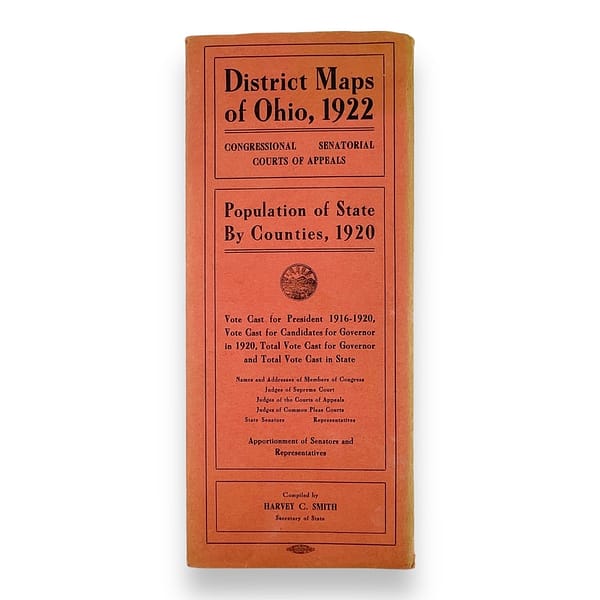 District Maps
of Ohio, 1922
CONGRESSIONAL SENATORIAL
COURTS OF APPEALS
Population of State
By Counties, 1920
Vote Cast for President 1916-1920,
Vote Cast for Candidates for Governor
in 1920, Total Vote Cast for Governor
and Total Vote Cast in State
Names and Addresses of Members of Congress
Judges of Supreme Court
Judges of the Courts of Appeals
Judges of Common Pleas Courts
State Senators Representatives
Apportionment of Senators and
Representatives
Compiled by
HARVEY C. SMITH
Secretary of State